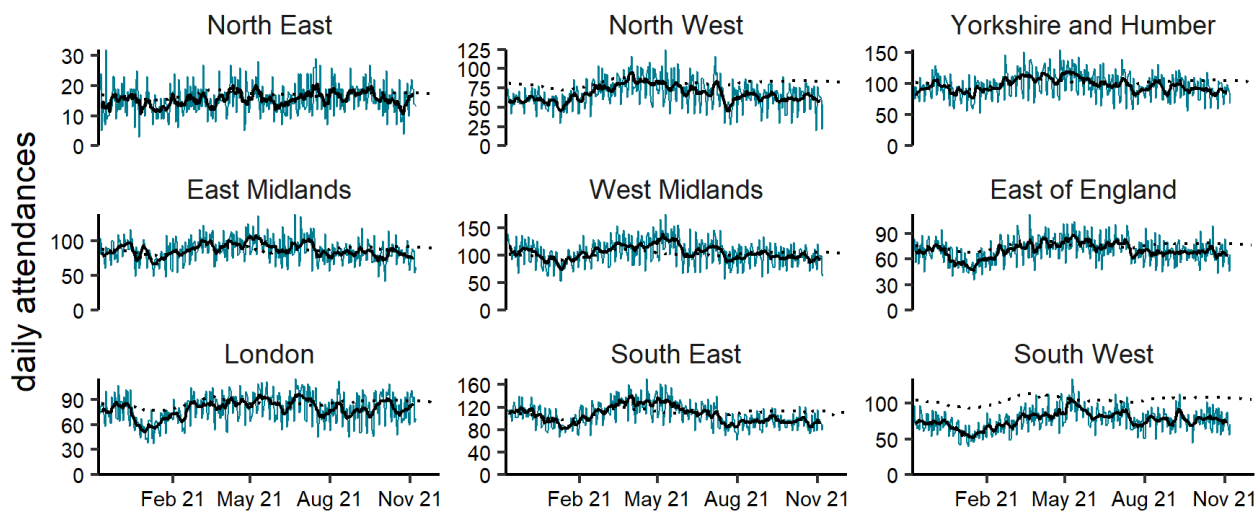 North East
North West
Yorkshire and Humber
30
20
10
0
125
100
75
50
25
0
150
100
50
0
East Midlands
West Midlands
East of England
100
50
0
150
100
50
0
90
60
30
0
London
South East
South West
90
60
30
0
160
120
80
40
0
100
50
0
Feb 21 May 21 Aug 21 Nov 21
Feb 21 May 21 Aug 21 Nov 21
Feb 21 May 21 Aug 21 Nov 21
daily attendances